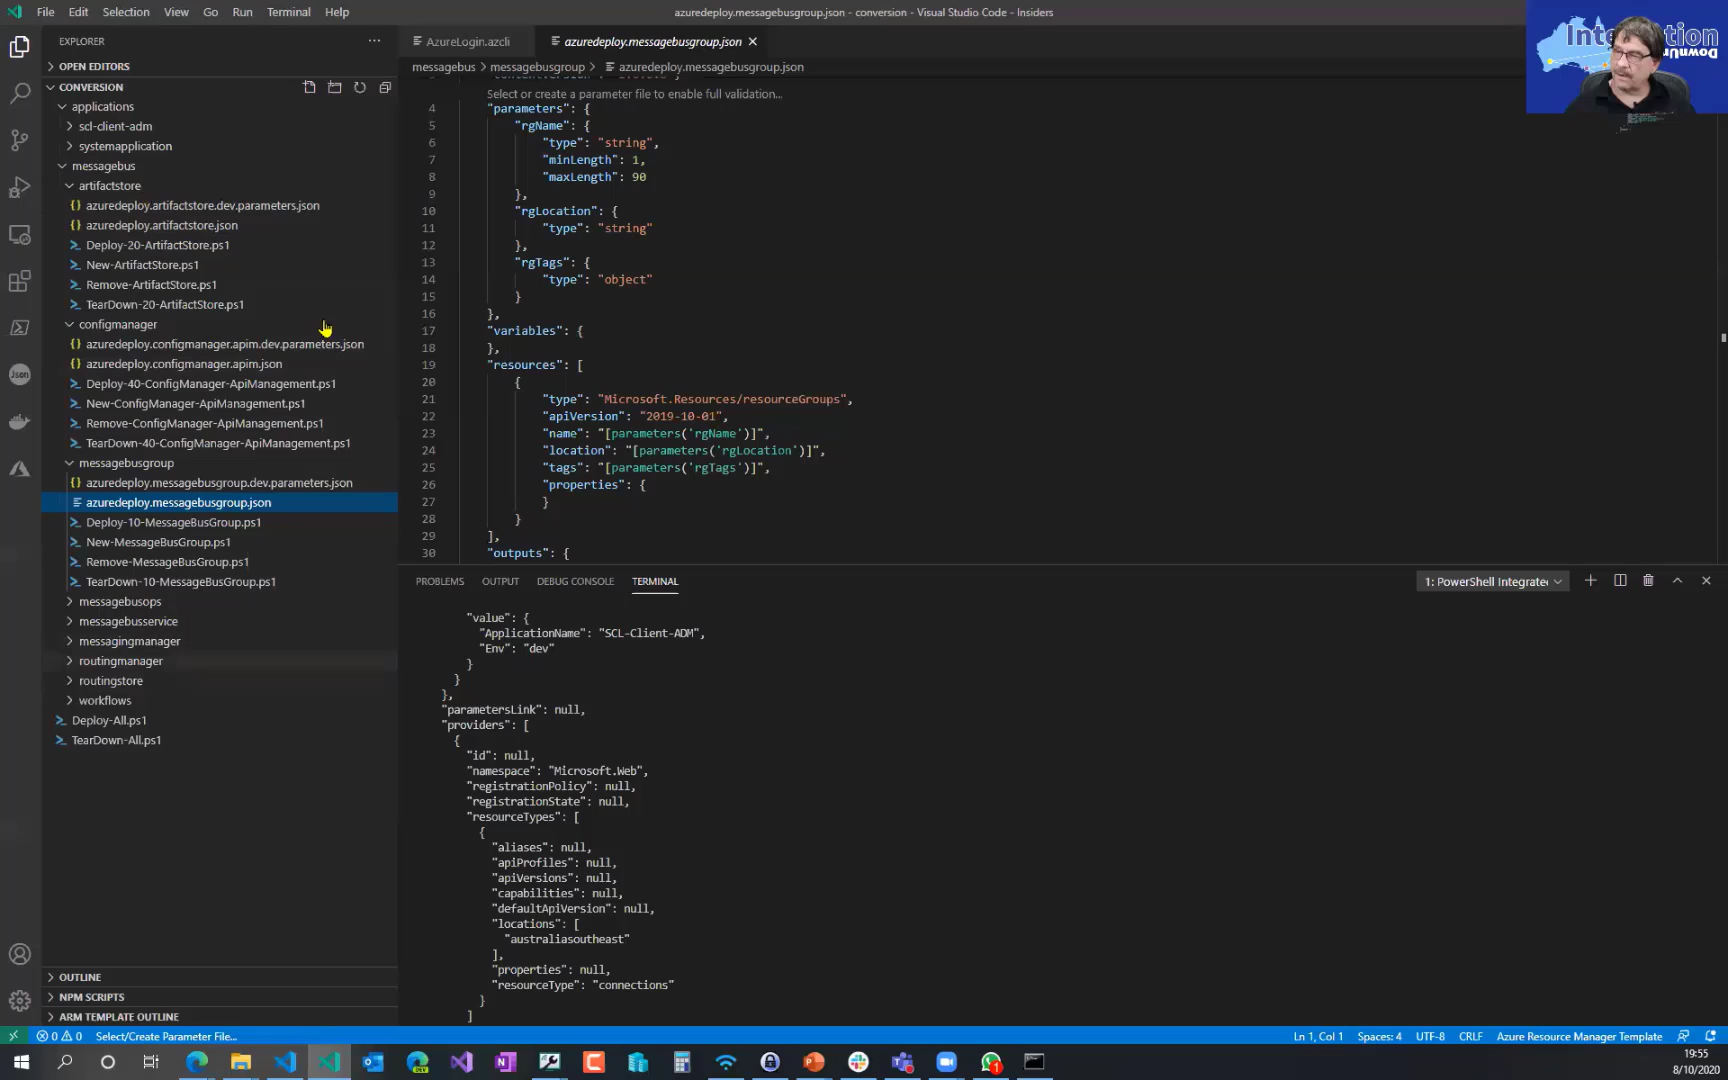 File Edit Selection View Go Run Terminal Help
azuredeploy.messagebusgroup.json - conversion - Visual Studio Code - Insiders
EXPLORER
OPEN EDITORS
CONVERSION
applications
scl-client-adm
systemapplication
messagebus
artifactstore
azuredeploy.artifactstore.dev.parameters.json
azuredeploy.artifactstore.json
Deploy-20-ArtifactStore.ps1
New-ArtifactStore.ps1
Remove-ArtifactStore.ps1
TearDown-20-ArtifactStore.ps1
configmanager
azuredeploy.configmanager.apim.dev.parameters.json
azuredeploy.configmanager.apim.json
Deploy-40-ConfigManager-ApiManagement.ps1
New-ConfigManager-ApiManagement.ps1
Remove-ConfigManager-ApiManagement.ps1
TearDown-40-ConfigManager-ApiManagement.ps1
messagebusgroup
azuredeploy.messagebusgroup.dev.parameters.json
azuredeploy.messagebusgroup.json
Deploy-10-MessageBusGroup.ps1
New-MessageBusGroup.ps1
Remove-MessageBusGroup.ps1
TearDown-10-MessageBusGroup.ps1
messagebusops
messagebusservice
messagingmanager
routingmanager
routingstore
workflows
Deploy-All.ps1
TearDown-All.ps1
OUTLINE
NPM SCRIPTS
ARM TEMPLATE OUTLINE
AzureLogin.azcli
azuredeploy.messagebusgroup.json
messagebus > messagebusgroup > azuredeploy.messagebusgroup.json
Select or create a parameter file to enable full validation...
4 "parameters": {
5 "rgName": {
6 "type": "string",
7 "minLength": 1,
8 "maxLength": 90
9 },
10 "rgLocation": {
11 "type": "string"
12 },
13 "rgTags": {
14 "type": "object"
15 }
16 },
17 "variables": {
18 },
19 "resources": [
20 {
21 "type": "Microsoft.Resources/resourceGroups",
22 "apiVersion": "2019-10-01",
23 "name": "[parameters('rgName')]",
24 "location": "[parameters('rgLocation')]",
25 "tags": "[parameters('rgTags')]",
26 "properties": {
27 }
28 }
29 ],
30 "outputs": {
PROBLEMS OUTPUT DEBUG CONSOLE TERMINAL
1: PowerShell Integrate
"value": {
"ApplicationName": "SCL-Client-ADM",
"Env": "dev"
}
}
},
"parametersLink": null,
"providers": [
{
"id": null,
"namespace": "Microsoft.Web",
"registrationPolicy": null,
"registrationState": null,
"resourceTypes": [
{
"aliases": null,
"apiProfiles": null,
"apiVersions": null,
"capabilities": null,
"defaultApiVersion": null,
"locations": [
"australiasoutheast"
],
"properties": null,
"resourceType": "connections"
}
]
0 0 Select/Create Parameter File...
Ln 1, Col 1 Spaces: 4 UTF-8 CRLF Azure Resource Manager Template
19:55
8/10/2020